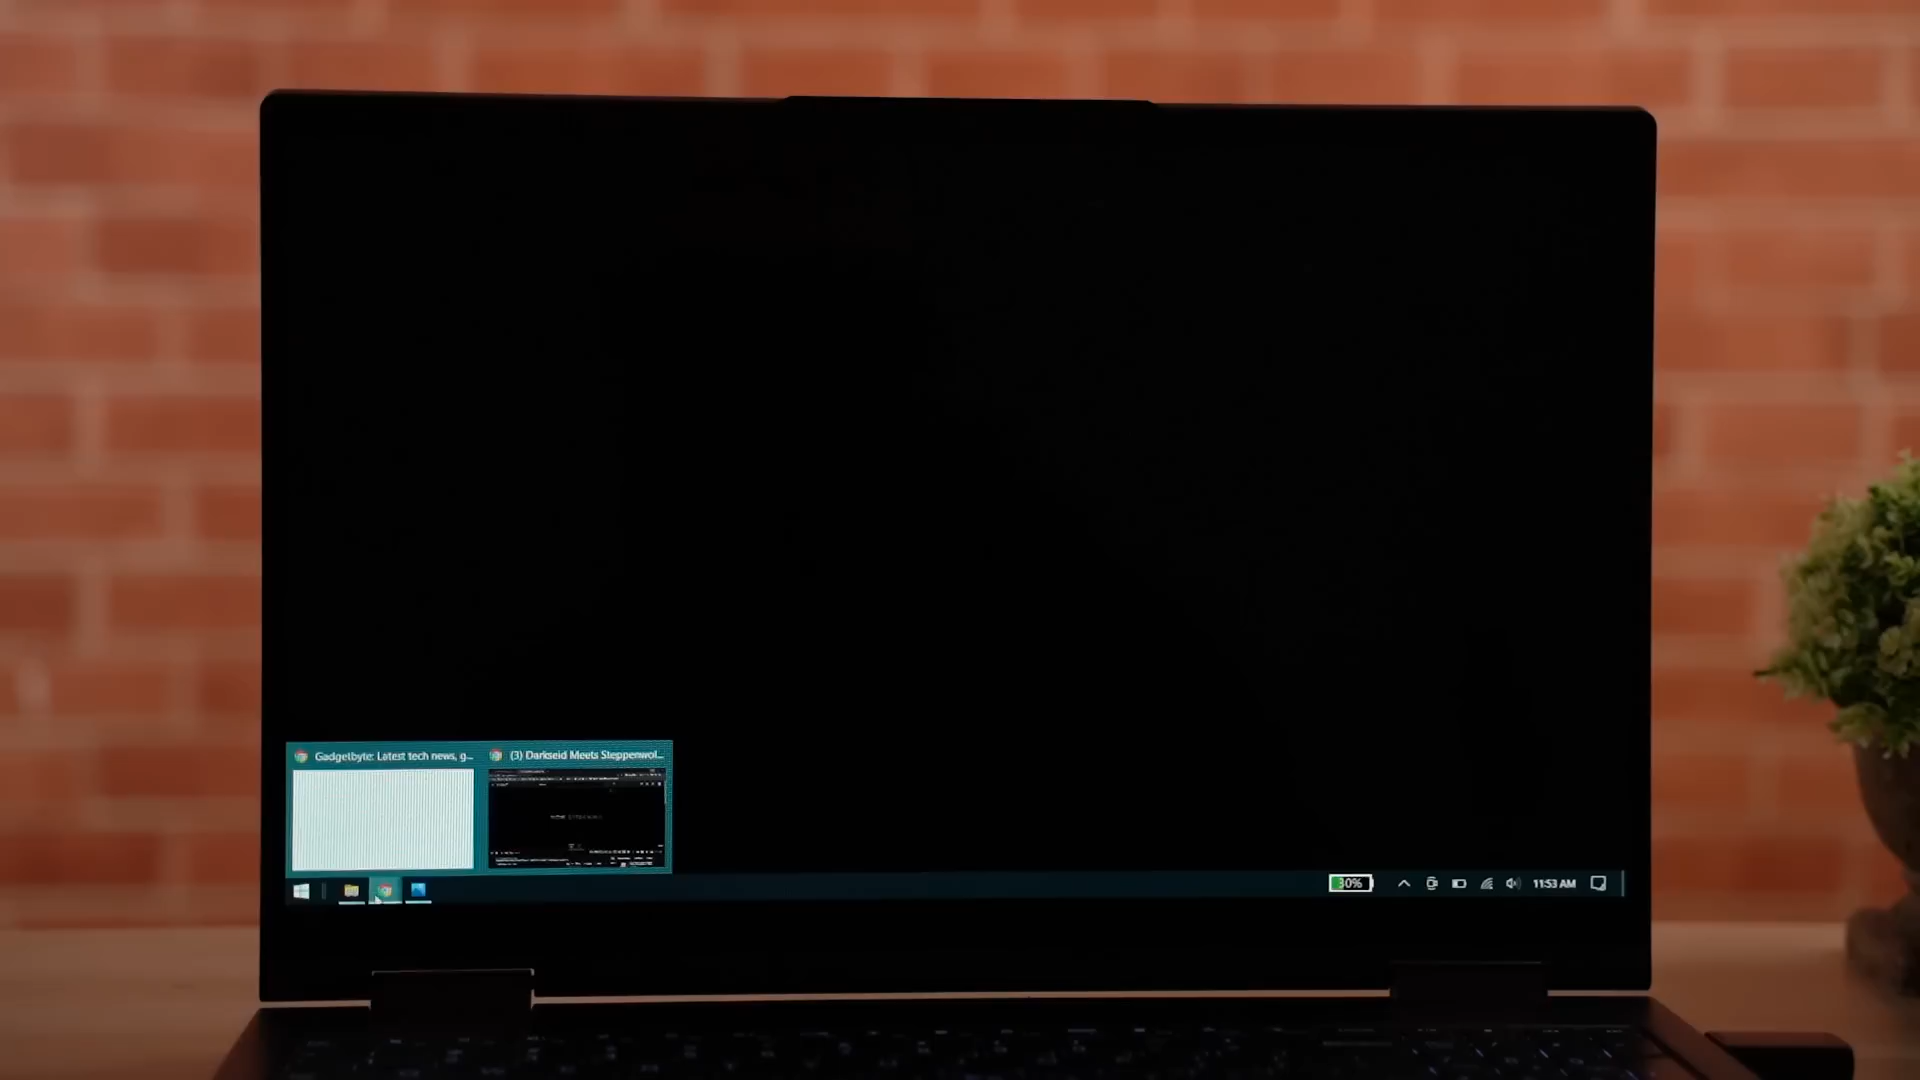 Gadgetbyte: Latest tech news, g...
(3) Darkseid Meets Steppenwol...
30%
11:53 AM